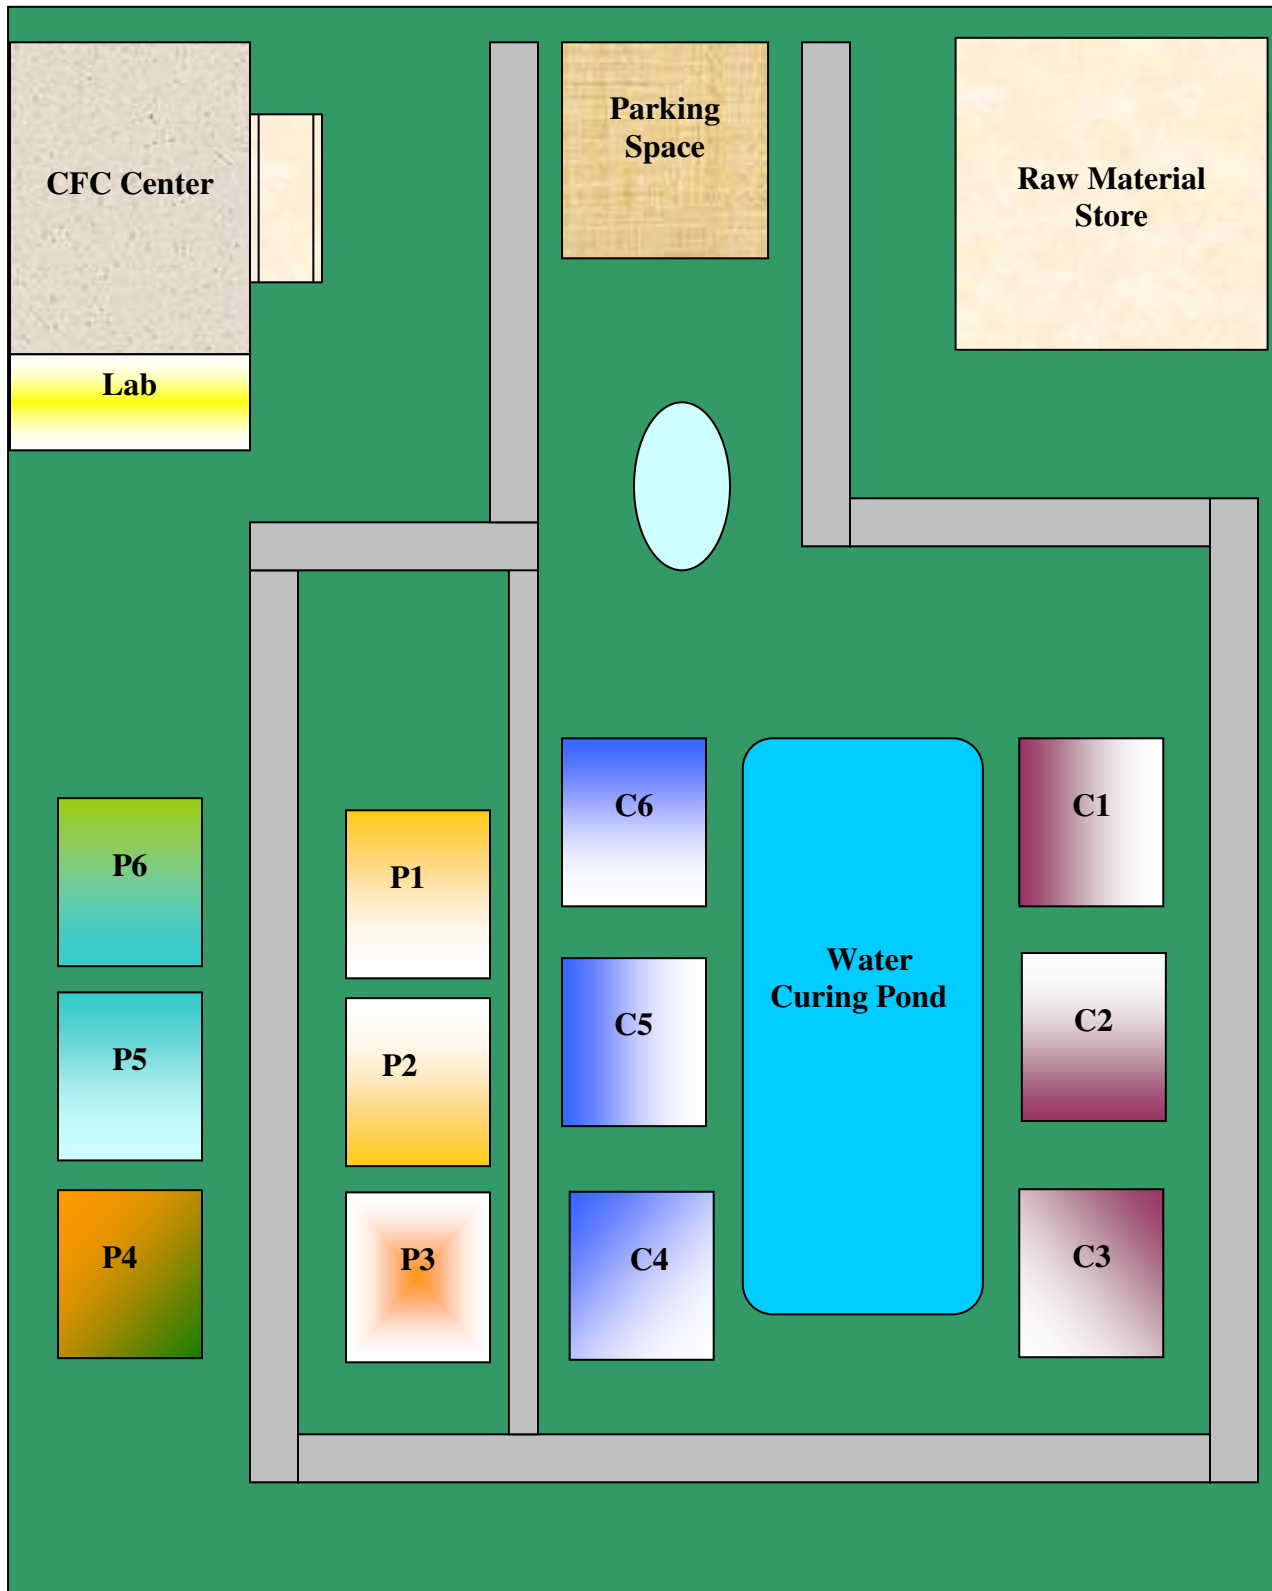 CFC Center
Parking
Space
Raw Material
Store
Lab
C6
C1
P6
P1
Water
Curing Pond
C5
C2
P5
P2
P4
P3
C4
C3